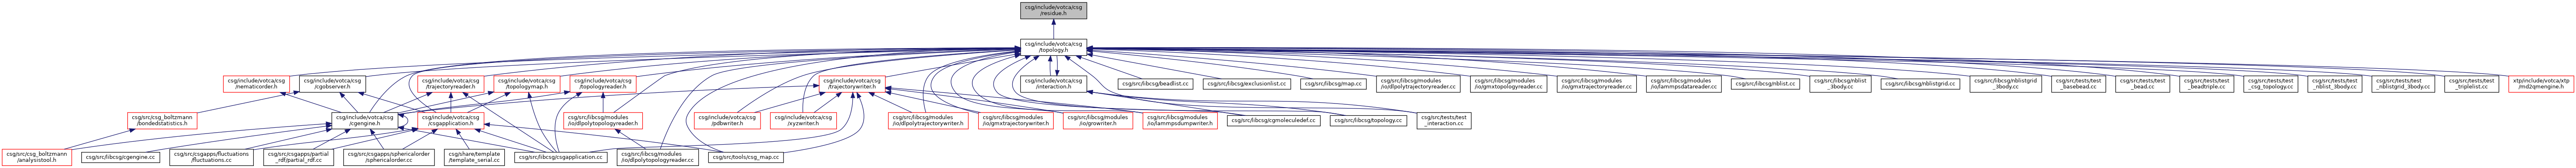 csg/include/votca/csg
/residue.h
csg/include/votca/csg
/topology.h
csg/include/votca/csg
/nematicorder.h
csg/include/votca/csg
/cgobserver.h
csg/include/votca/csg
/trajectoryreader.h
csg/include/votca/csg
/topologymap.h
csg/include/votca/csg
/topologyreader.h
csg/include/votca/csg
/trajectorywriter.h
csg/include/votca/csg
/interaction.h
csg/src/libcsg/beadlist.cc
csg/src/libcsg/exclusionlist.cc
csg/src/libcsg/map.cc
csg/src/libcsg/modules
/io/dlpolytrajectoryreader.cc
csg/src/libcsg/modules
/io/gmxtopologyreader.cc
csg/src/libcsg/modules
/io/gmxtrajectoryreader.cc
csg/src/libcsg/modules
/io/lammpsdatareader.cc
csg/src/libcsg/nblist.cc
csg/src/libcsg/nblist
_3body.cc
csg/src/libcsg/nblistgrid.cc
csg/src/libcsg/nblistgrid
_3body.cc
csg/src/tests/test
_basebead.cc
csg/src/tests/test
_bead.cc
csg/src/tests/test
_beadtriple.cc
csg/src/tests/test
_csg_topology.cc
csg/src/tests/test
_nblist_3body.cc
csg/src/tests/test
_nblistgrid_3body.cc
csg/src/tests/test
_triplelist.cc
xtp/include/votca/xtp
/md2qmengine.h
csg/src/csg_boltzmann
/bondedstatistics.h
csg/include/votca/csg
/cgengine.h
csg/include/votca/csg
/csgapplication.h
csg/src/libcsg/modules
/io/dlpolytopologyreader.h
csg/include/votca/csg
/pdbwriter.h
csg/include/votca/csg
/xyzwriter.h
csg/src/libcsg/modules
/io/dlpolytrajectorywriter.h
csg/src/libcsg/modules
/io/gmxtrajectorywriter.h
csg/src/libcsg/modules
/io/growriter.h
csg/src/libcsg/modules
/io/lammpsdumpwriter.h
csg/src/libcsg/cgmoleculedef.cc
csg/src/libcsg/topology.cc
csg/src/tests/test
_interaction.cc
csg/src/csg_boltzmann
/analysistool.h
csg/src/libcsg/cgengine.cc
csg/src/csgapps/fluctuations
/fluctuations.cc
csg/src/csgapps/partial
_rdf/partial_rdf.cc
csg/src/csgapps/sphericalorder
/sphericalorder.cc
csg/share/template
/template_serial.cc
csg/src/libcsg/csgapplication.cc
csg/src/libcsg/modules
/io/dlpolytopologyreader.cc
csg/src/tools/csg_map.cc